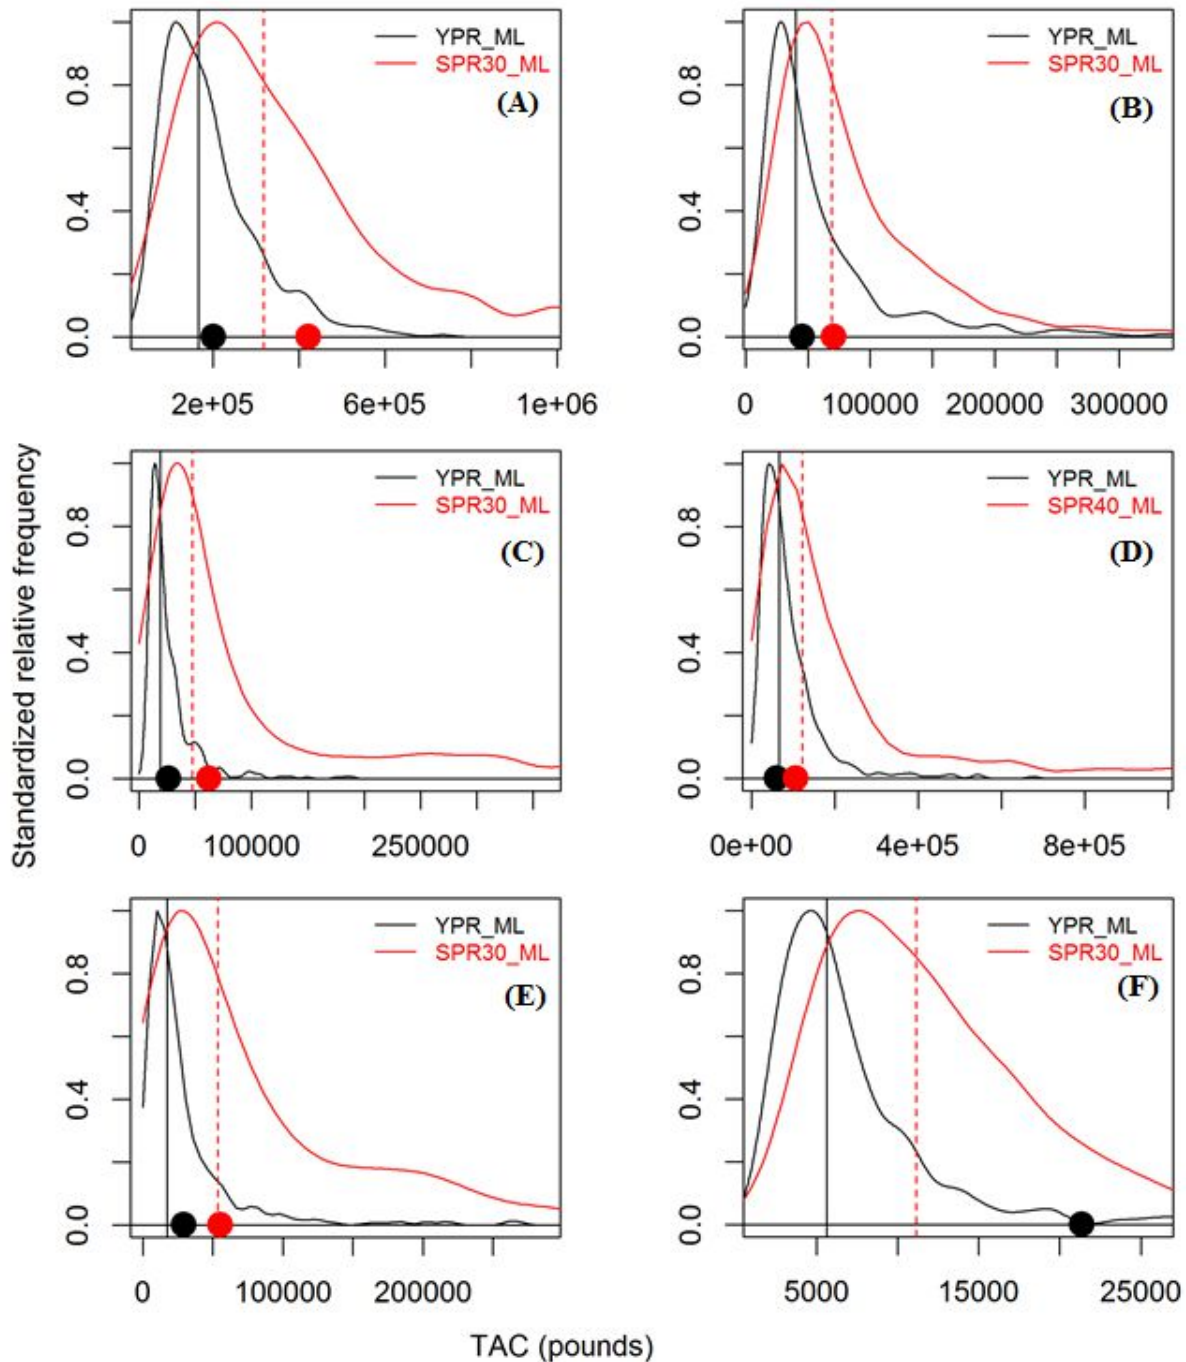 YPR_ML
SPR30_ML
(A)
0.0 0.4 0.8
2e+05 6e+05 1e+06
YPR_ML
SPR30_ML
(B)
0.0 0.4 0.8
0 100000 200000 300000
YPR_ML
SPR30_ML
(C)
0.0 0.4 0.8
0 100000 250000
YPR_ML
SPR40_ML
(D)
0.0 0.4 0.8
0e+00 4e+05 8e+05
YPR_ML
SPR30_ML
(E)
0.0 0.4 0.8
0 100000 200000
YPR_ML
SPR30_ML
(F)
0.0 0.4 0.8
5000 15000 25000
Standardized relative frequency
TAC (pounds)